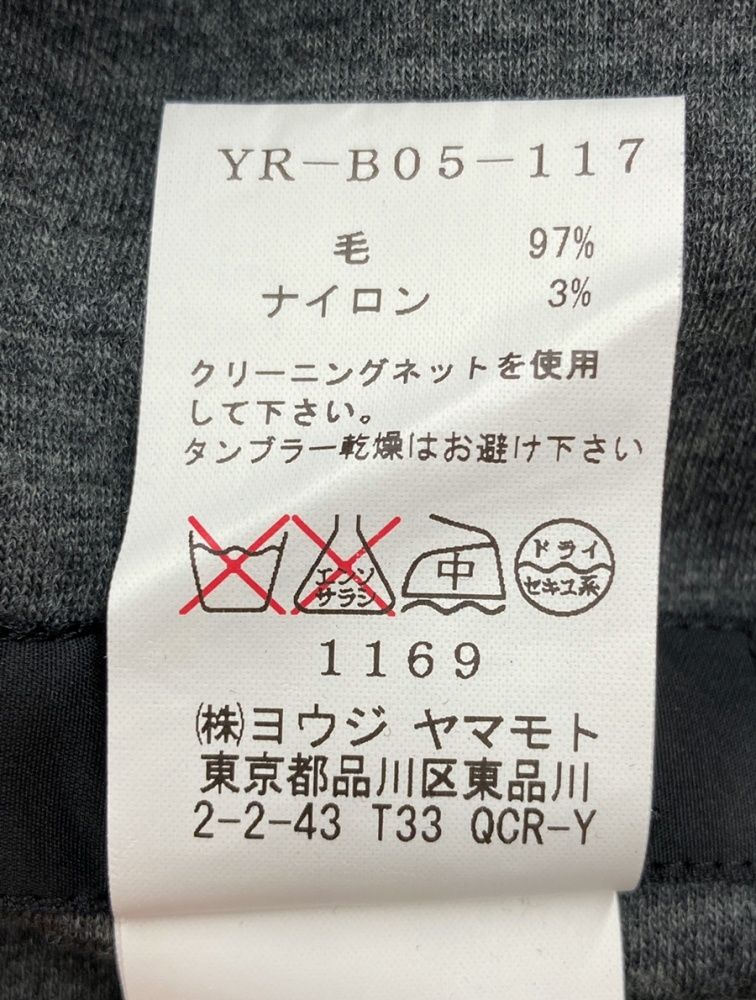 YR-B05-117
毛 97%
ナイロン 3%
クリーニングネットを使用
して下さい。
タンブラー乾燥はお避け下さい
エンソ
サラシ
中
ドライ
セキユ系
1169
(株)ヨウジ ヤマモト
東京都品川区東品川
2-2-43 T33 QCR-Y